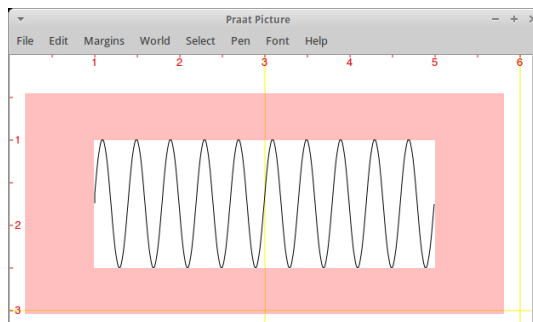 Praat Picture
File Edit Margins World Select Pen Font Help
1 2 3 4 5 6
1
2
3